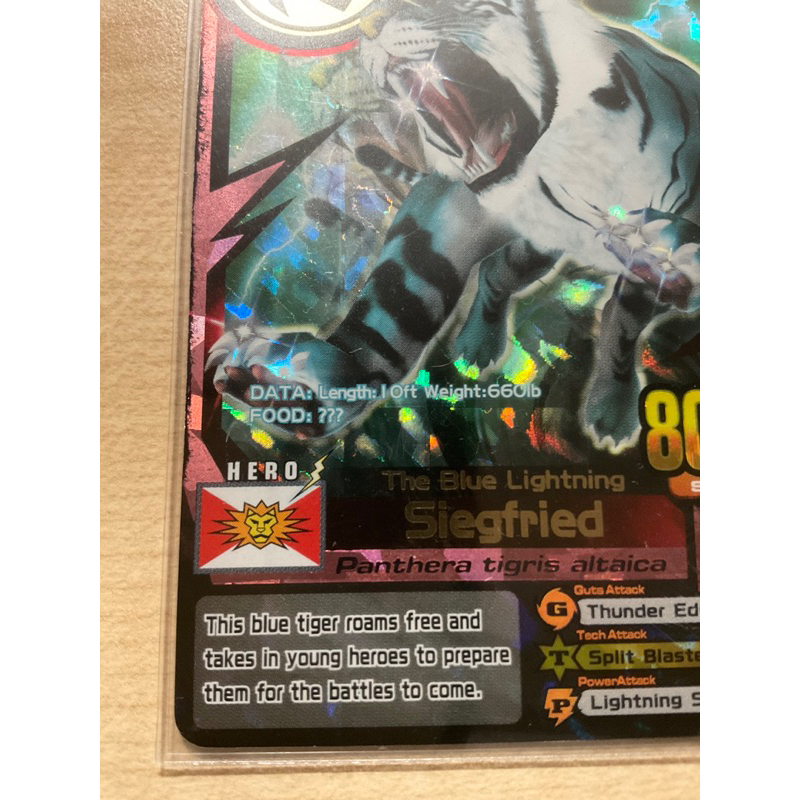 DATA: Length:10ft Weight:660lb
FOOD: ???
80
HERO
The Blue Lightning
Siegfried
Panthera tigris altaica
This blue tiger roams free and
takes in young heroes to prepare
them for the battles to come.
Guts Attack
G Thunder Ed
Tech Attack
T Split Blaste
PowerAttack
P Lightning S